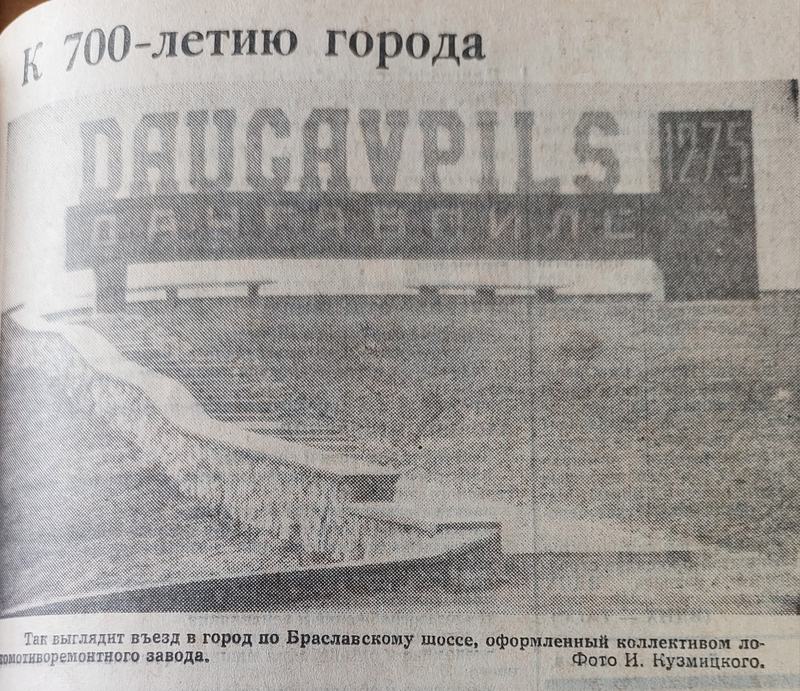 К 700-летию города
DAUGAVPILS 1275
ДАУГАВПИЛС
Так выглядит въезд в город по Браславскому шоссе, оформленный коллективом ло-
комотиворемонтного завода. Фото И. Кузмицкого.